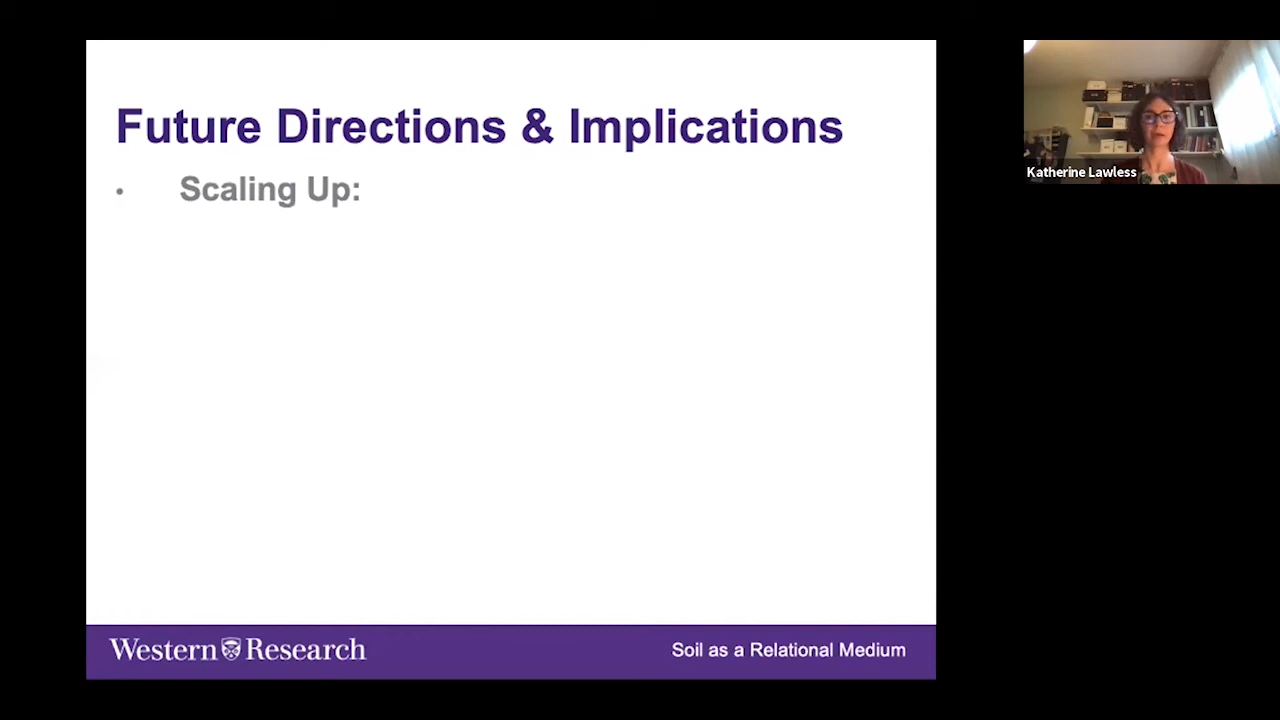 Future Directions & Implications
• Scaling Up:
Katherine Lawless
Western Research
Soil as a Relational Medium